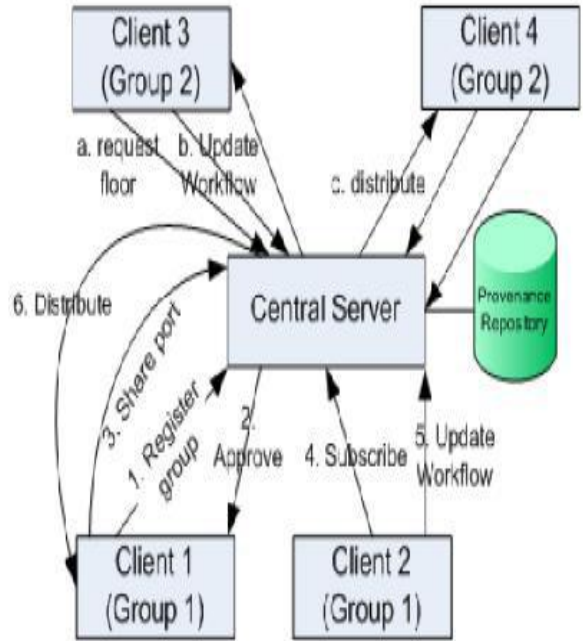 Client 3
(Group 2)
Client 4
(Group 2)
a. request
floor
b. Update
Workflow
c. distribute
6. Distribute
3. Share port
1. Register
group
Central Server
Provenance
Repository
2.
Approve
4. Subscribe
5. Update
Workflow
Client 1
(Group 1)
Client 2
(Group 1)